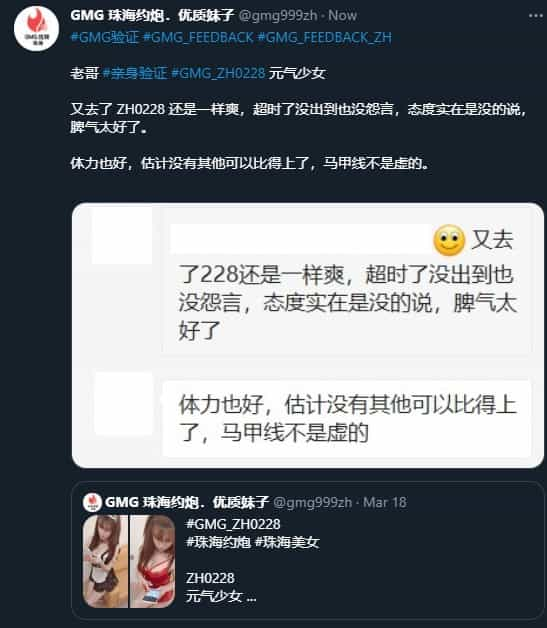 GMG 珠海约炮．优质妹子 @gmg999zh · Now
#GMG验证 #GMG_FEEDBACK #GMG_FEEDBACK_ZH
老哥 #亲身验证 #GMG_ZH0228 元气少女
又去了 ZH0228 还是一样爽，超时了没出到也没怨言，态度实在是没的说，
脾气太好了。
体力也好，估计没有其他可以比得上了，马甲线不是虚的。
又去
了228还是一样爽，超时了没出到也
没怨言，态度实在是没的说，脾气太
好了
体力也好，估计没有其他可以比得上
了，马甲线不是虚的
GMG 珠海约炮．优质妹子 @gmg999zh · Mar 18
#GMG_ZH0228
#珠海约炮 #珠海美女
ZH0228
元气少女 ...